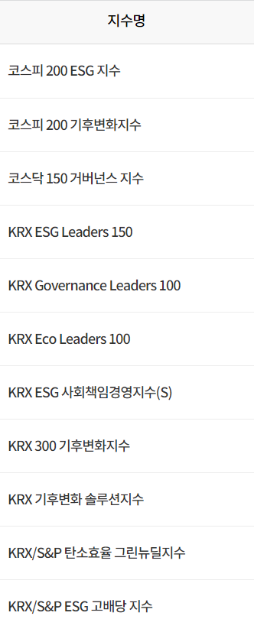 지수명
코스피 200 ESG 지수
코스피 200 기후변화지수
코스닥 150 거버넌스 지수
KRX ESG Leaders 150
KRX Governance Leaders 100
KRX Eco Leaders 100
KRX ESG 사회책임경영지수(S)
KRX 300 기후변화지수
KRX 기후변화 솔루션지수
KRX/S&P 탄소효율 그린뉴딜지수
KRX/S&P ESG 고배당 지수